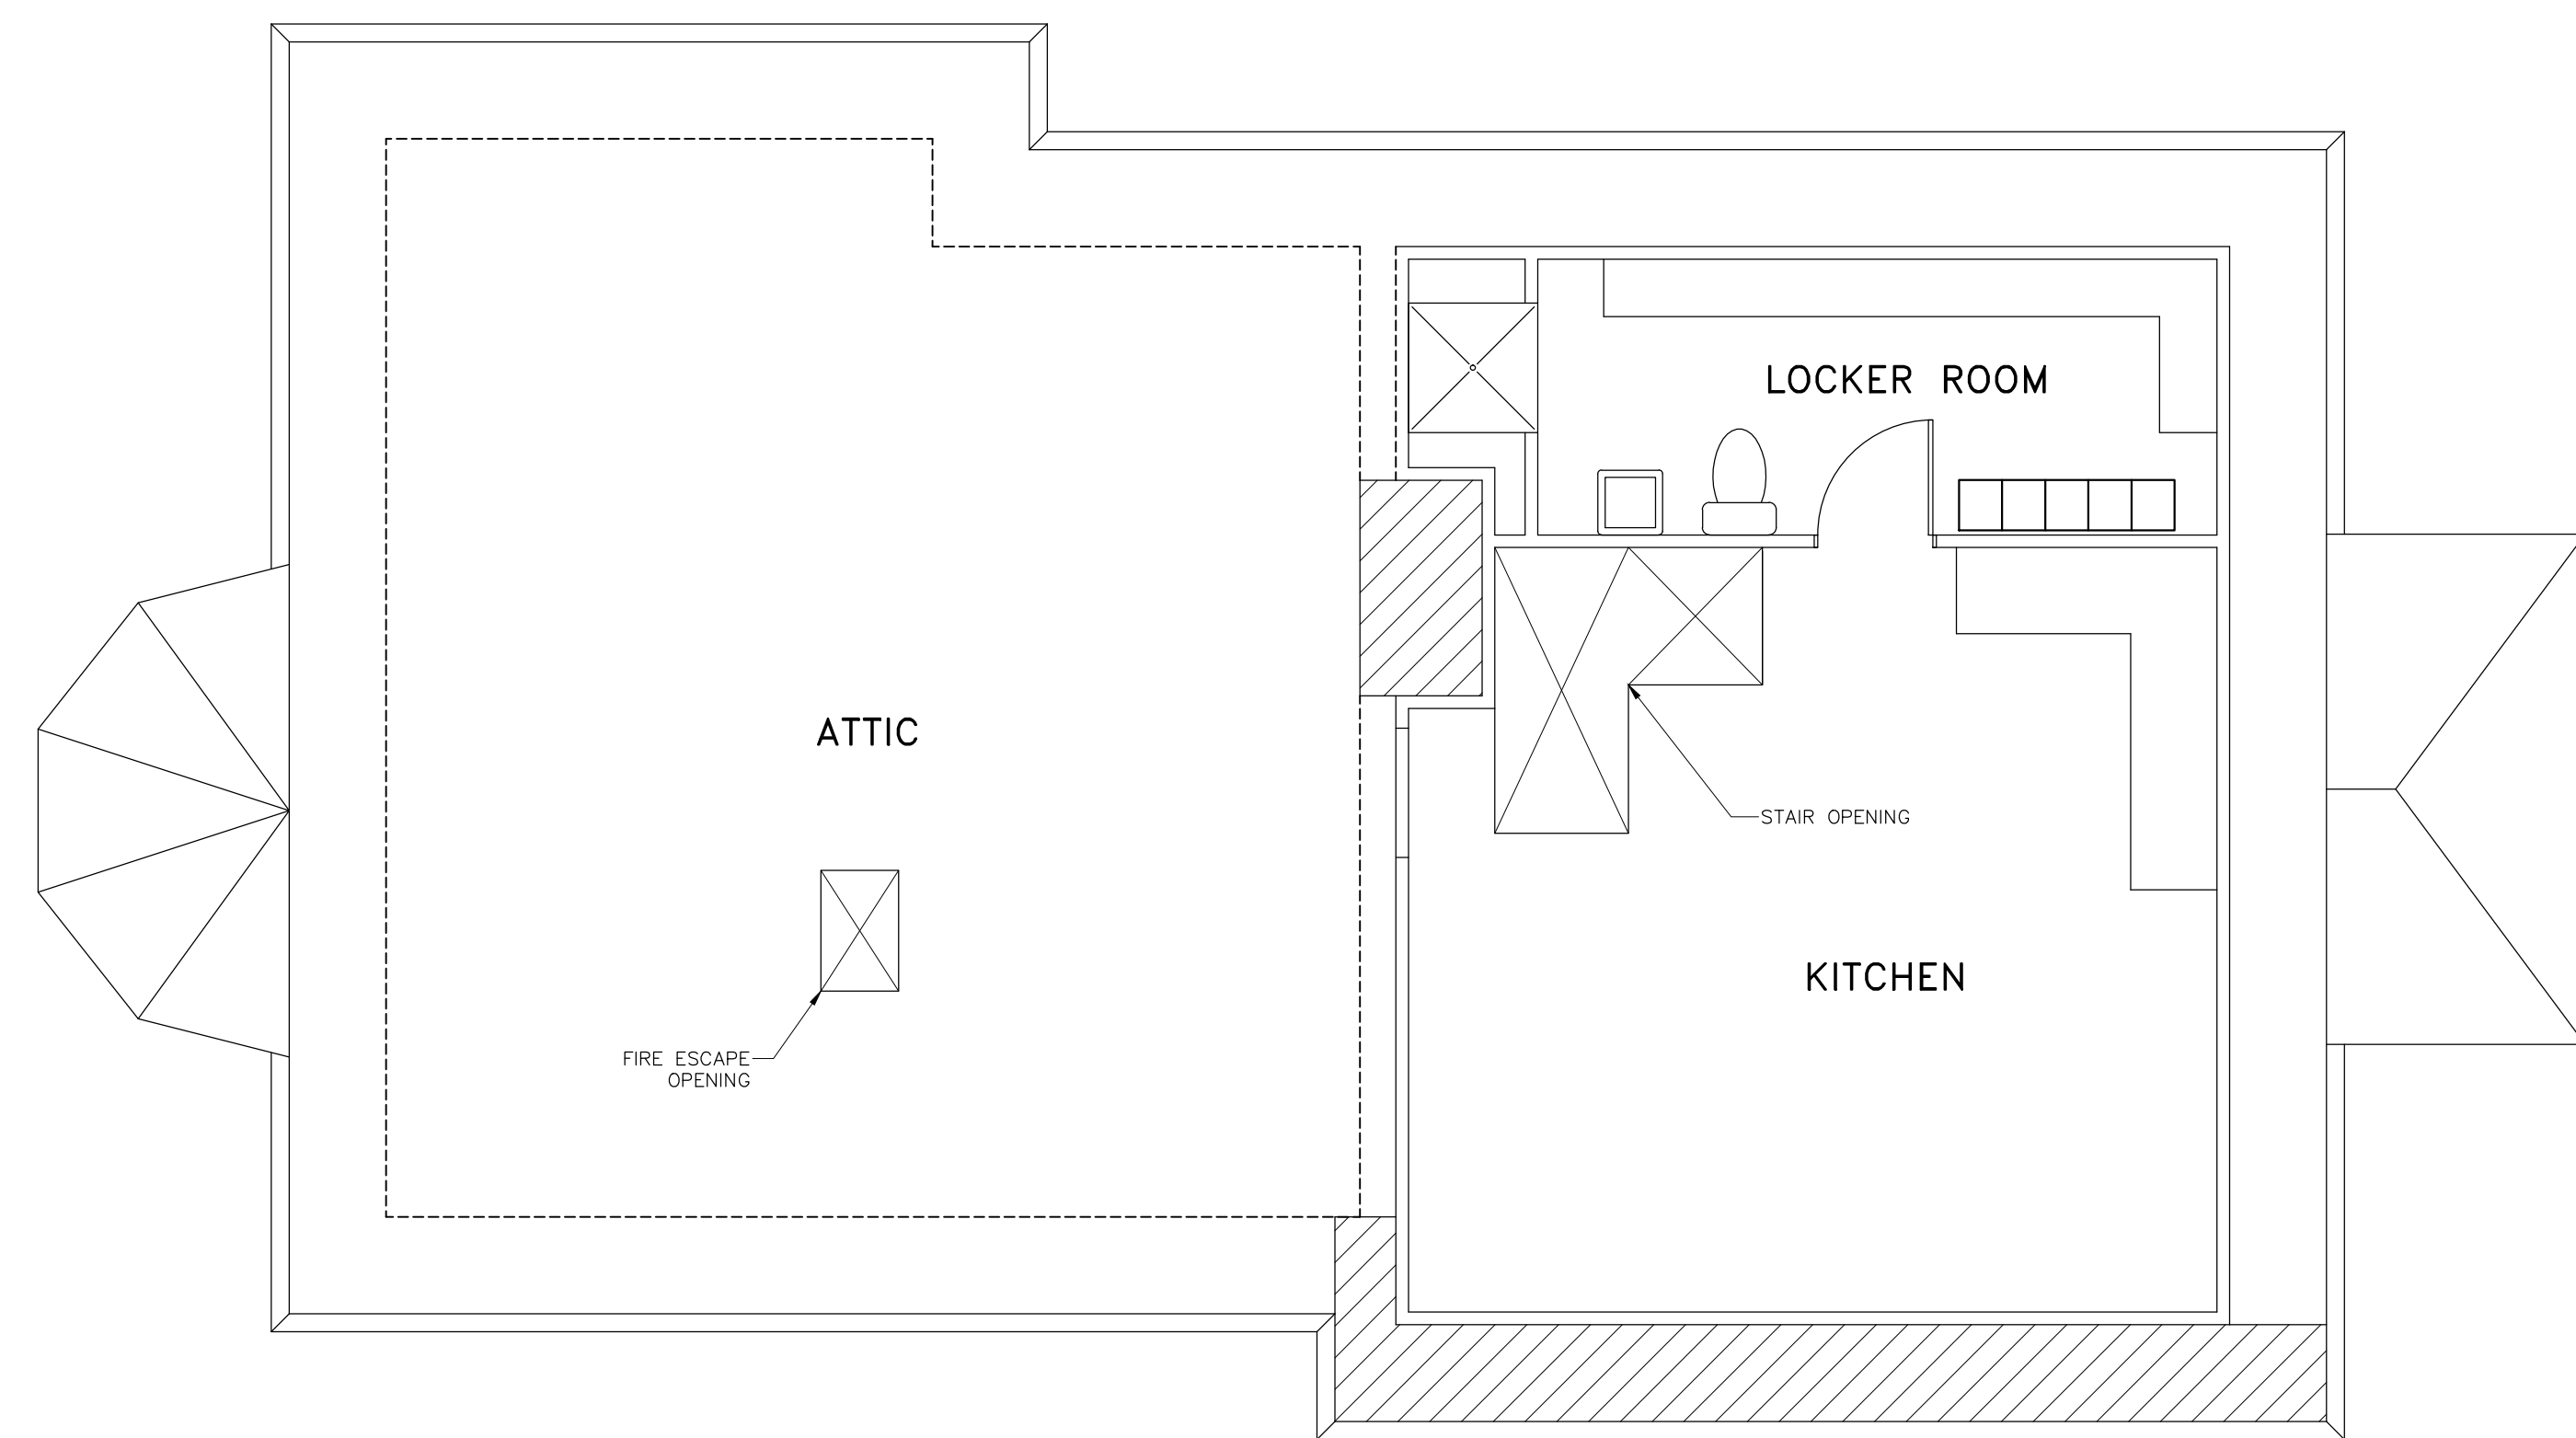 LOCKER ROOM
ATTIC
STAIR OPENING
KITCHEN
FIRE ESCAPE
OPENING